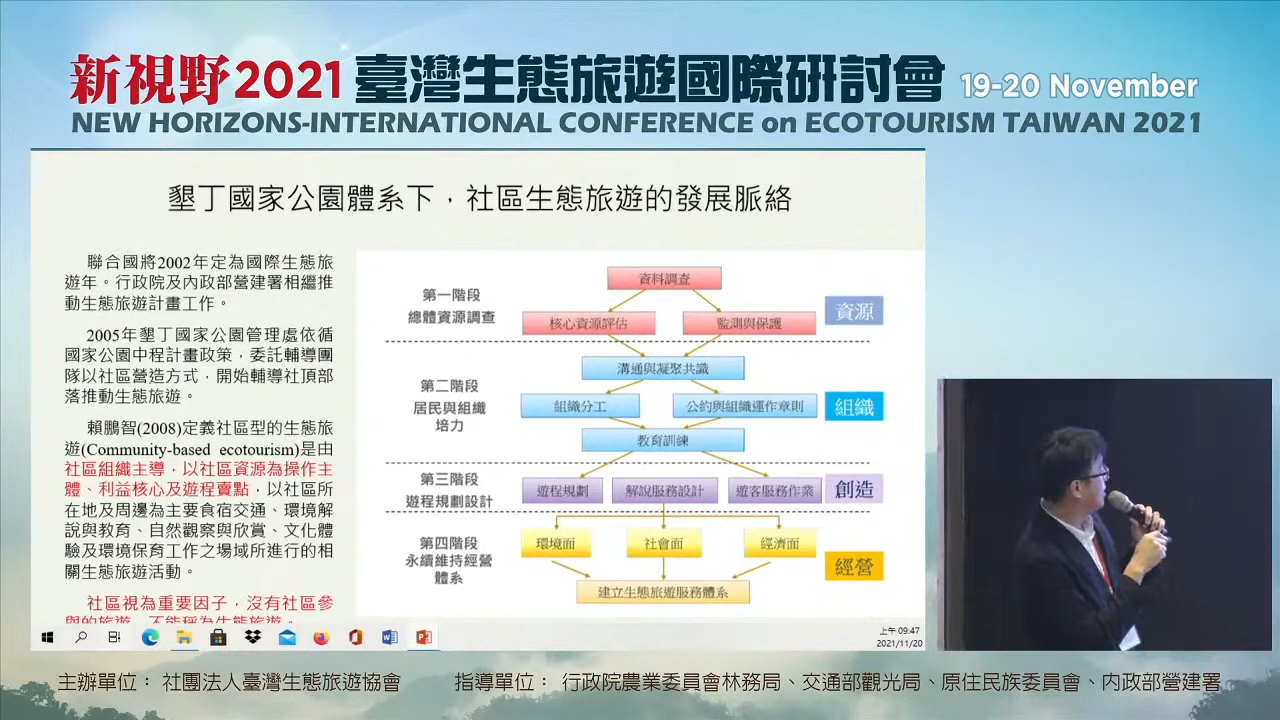 新視野2021臺灣生態旅遊國際研討會 19-20 November
NEW HORIZONS-INTERNATIONAL CONFERENCE on ECOTOURISM TAIWAN 2021
墾丁國家公園體系下，社區生態旅遊的發展脈絡
聯合國將2002年定為國際生態旅
遊年。行政院及內政部營建署相繼推
動生態旅遊計畫工作。
2005年墾丁國家公園管理處依循
國家公園中程計畫政策，委託輔導團
隊以社區營造方式，開始輔導社頂部
落推動生態旅遊。
賴鵬智(2008)定義社區型的生態旅
遊(Community-based ecotourism)是由
社區組織主導，以社區資源為操作主
體、利益核心及遊程賣點，以社區所
在地及周邊為主要食宿交通、環境解
說與教育、自然觀察與欣賞、文化體
驗及環境保育工作之場域所進行的相
關生態旅遊活動。
社區視為重要因子，沒有社區參
與的旅遊，不能稱為生態旅遊。
第一階段
總體資源調查
資料調查
核心資源評估
監測與保護
資源
第二階段
居民與組織
培力
溝通與凝聚共識
組織分工
公約與組織運作章則
教育訓練
組織
第三階段
遊程規劃設計
遊程規劃
解說服務設計
遊客服務作業
創造
第四階段
永續維持經營
體系
環境面
社會面
經濟面
建立生態旅遊服務體系
經營
上午 09:47
2021/11/20
主辦單位： 社團法人臺灣生態旅遊協會 指導單位： 行政院農業委員會林務局、交通部觀光局、原住民族委員會、內政部營建署